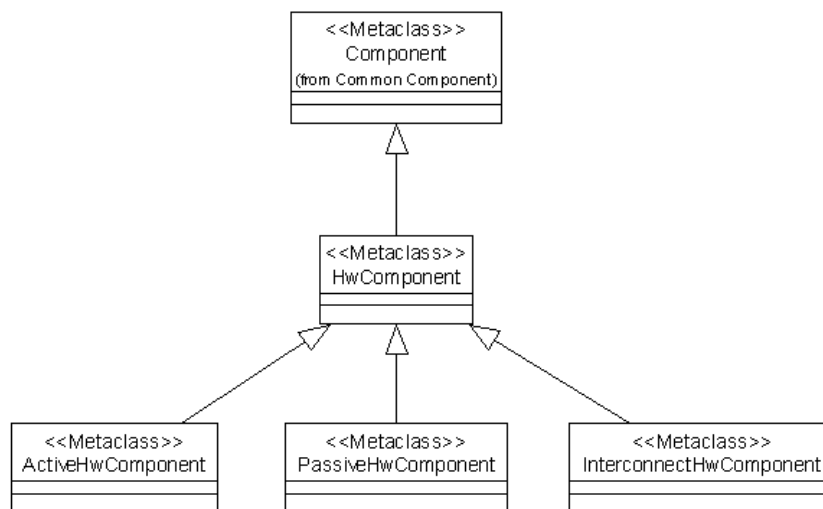 <<Metaclass>>
Component
(from Common Component)
<<Metaclass>>
HwComponent
<<Metaclass>>
ActiveHwComponent
<<Metaclass>>
PassiveHwComponent
<<Metaclass>>
InterconnectHwComponent